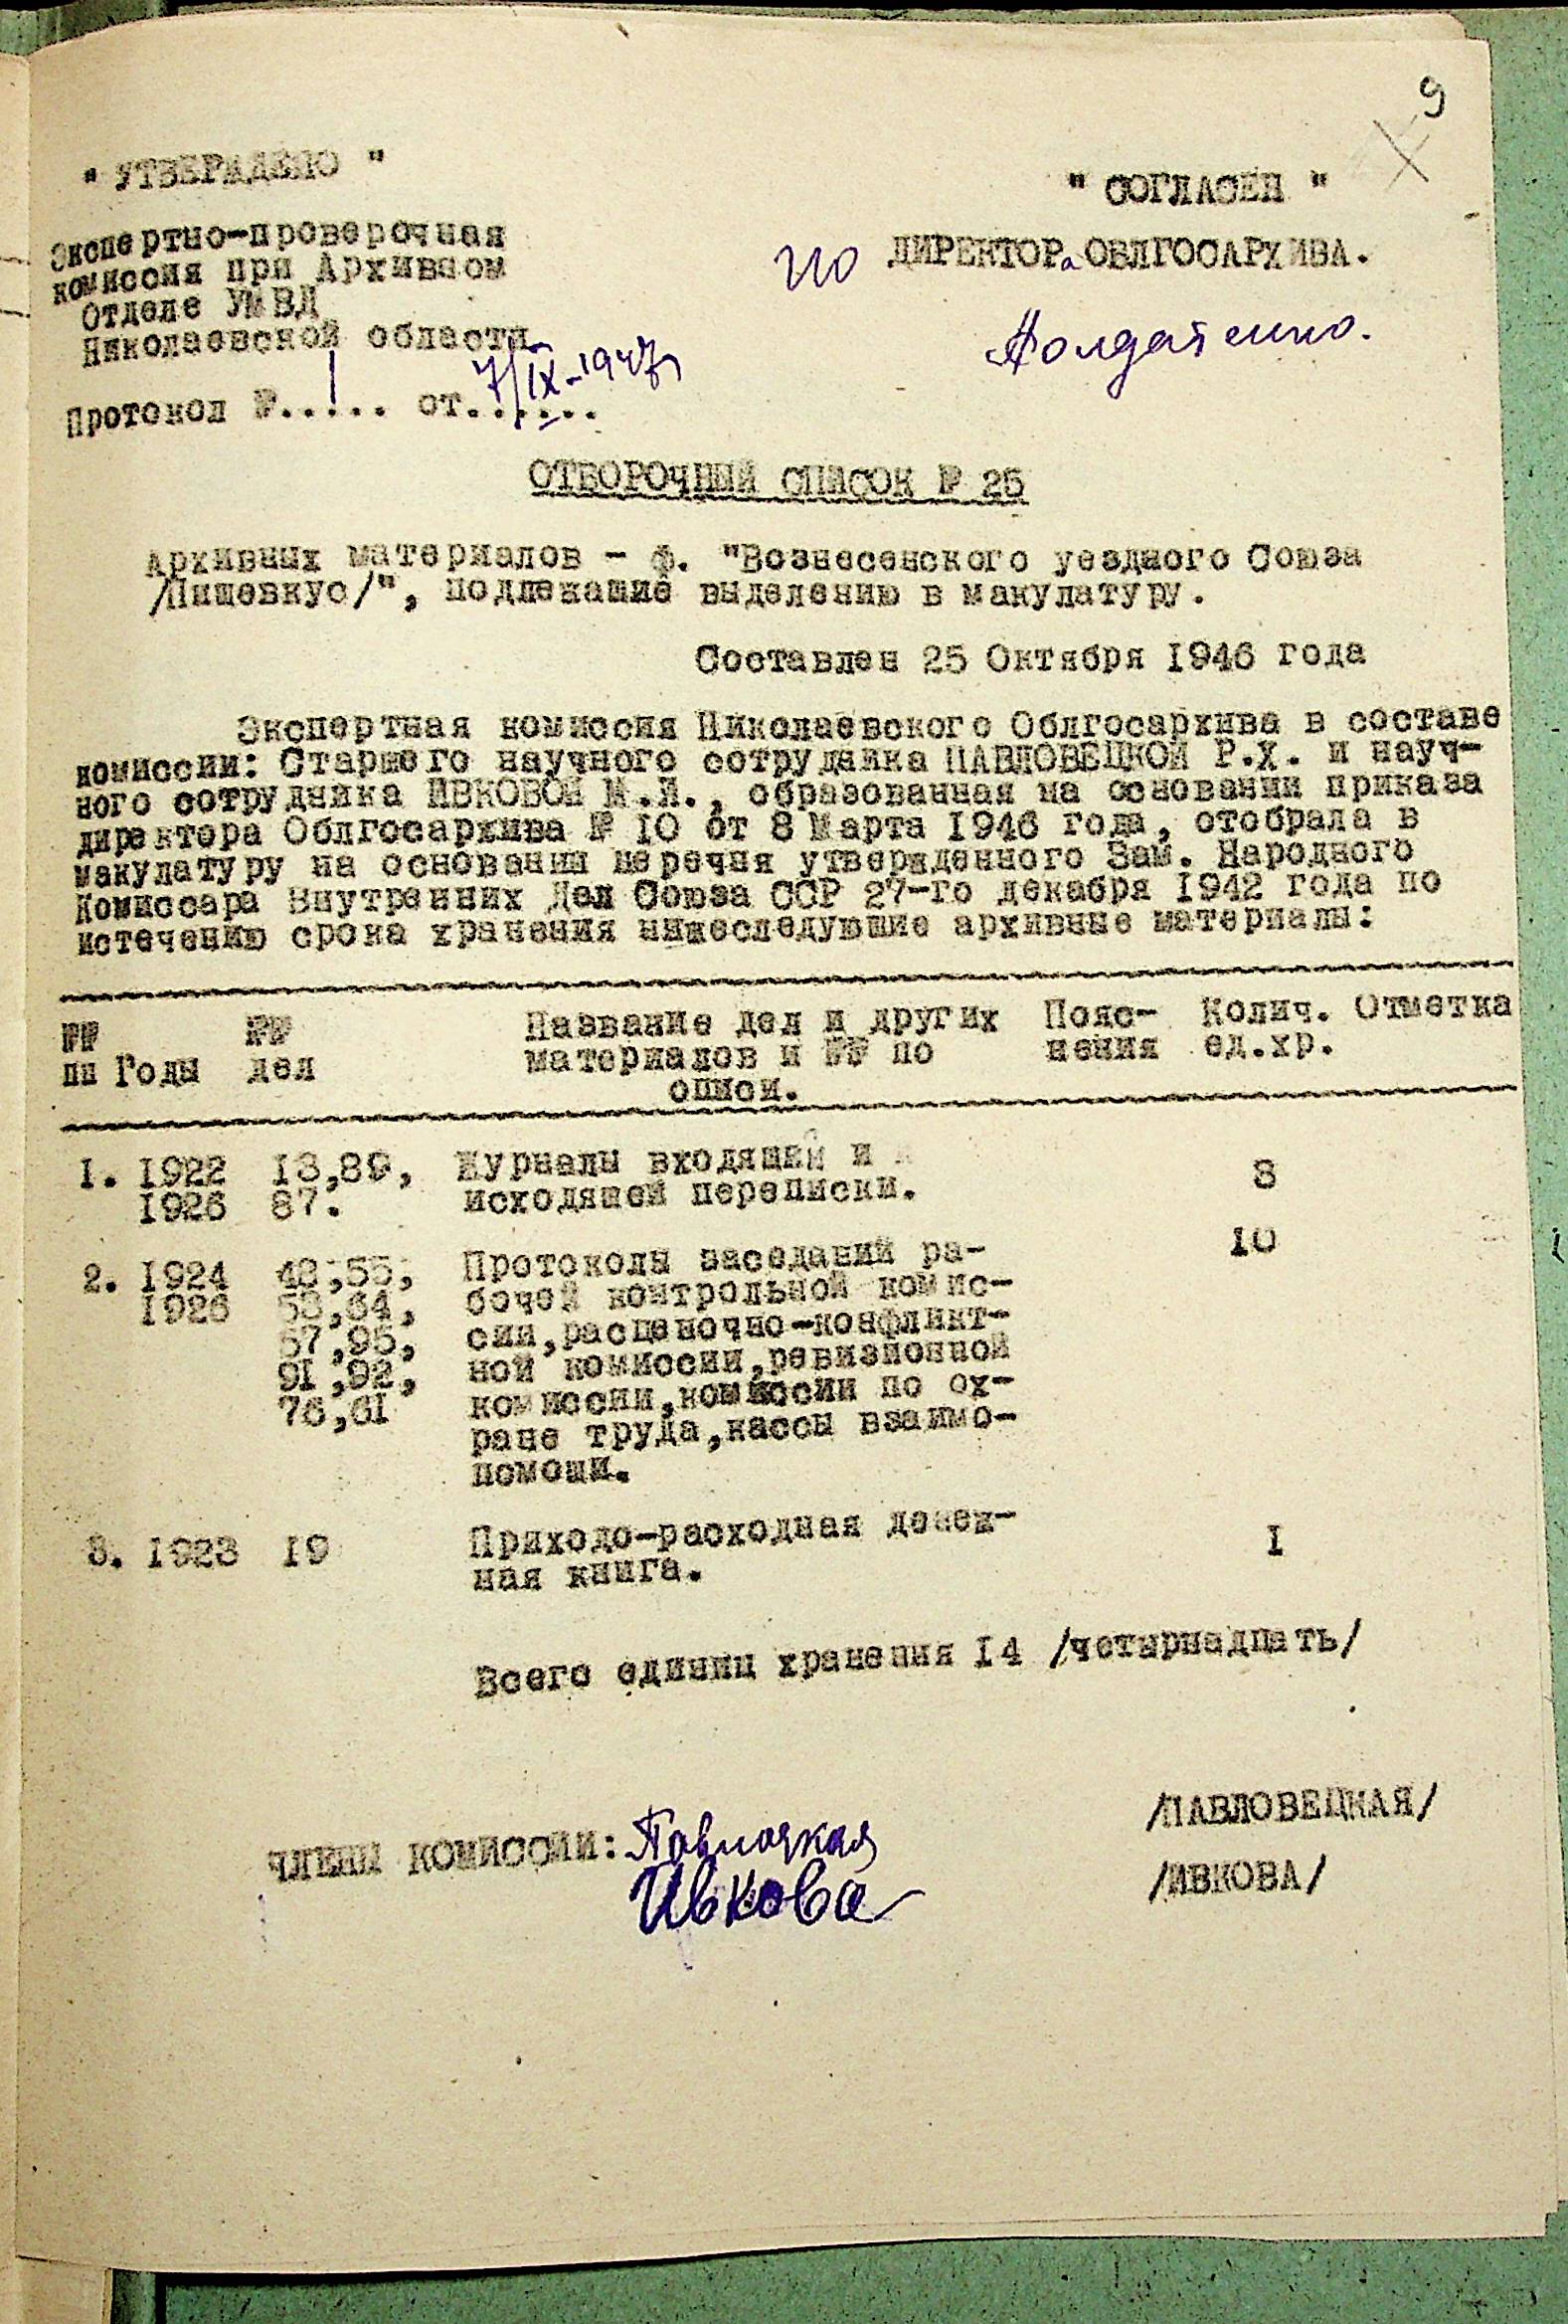 9
" УТВЕРЖДЕНО "
" СОГЛАСЕН "
Экспертно-проверочная
комиссия при Архивном
Отделе УМВД
Николаевской области
ИО ДИРЕКТОРа ОБЛГОСАРХИВА.
Протокол №..1... от 7/IX-1947
ОТБОРОЧНЫЙ СПИСОК № 25
Архивных материалов - ф. "Вознесенского уездного Союза
/Пищевкус/", подлежащие выделению в макулатуру.
Составлен 25 Октября 1946 года
Экспертная комиссия Николаевского Облгосархива в составе
комиссии: Старшего научного сотрудника ПАВЛОВЕЦКОЙ Р.Х. и науч-
ного сотрудника ИВКОВОЙ М.И., образованная на основании приказа
директора Облгосархива № 10 от 8 Марта 1946 года, отобрала в
макулатуру на основании перечня утвержденного Зам. Народного
Комиссара Внутренних Дел Союза ССР 27-го декабря 1942 года по
истечению срока хранения нижеследующие архивные материалы:
№№ №№ Название дел и других Пояс- Колич. Отметка
пп Годы дел материалов и №№ по нения ед.хр.
описи.
1. 1922 13,89, Журналы входящей и
1926 87. исходящей переписки. 3
2. 1924 48,55, Протоколы заседаний ра- 10
1926 53,64, бочей контрольной комис-
57,95, сии,расценочно-конфликт-
91,92, ной комиссии,ревизионной
76,61 комиссии,комиссии по ох-
ране труда,кассы взаимо-
помощи.
3. 1923 19 Приходо-расходная денеж- 1
ная книга.
Всего единиц хранения 14 /четырнадцать/
/ПАВЛОВЕЦКАЯ/
ЧЛЕНЫ КОМИССИИ:
Ивкова /ИВКОВА/